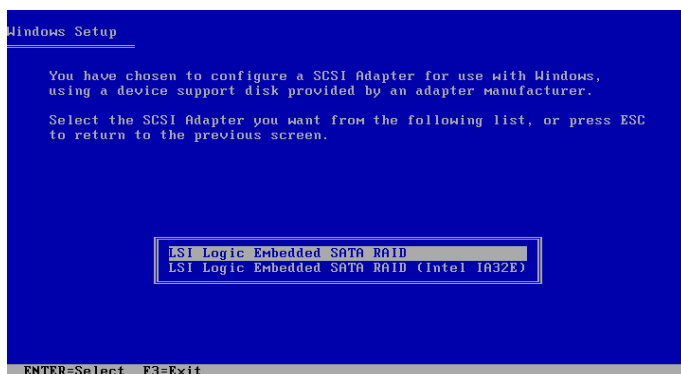 Windows Setup
You have chosen to configure a SCSI Adapter for use with Windows,
using a device support disk provided by an adapter manufacturer.
Select the SCSI Adapter you want from the following list, or press ESC
to return to the previous screen.
LSI Logic Embedded SATA RAID
LSI Logic Embedded SATA RAID (Intel IA32E)
ENTER=Select F3=Exit